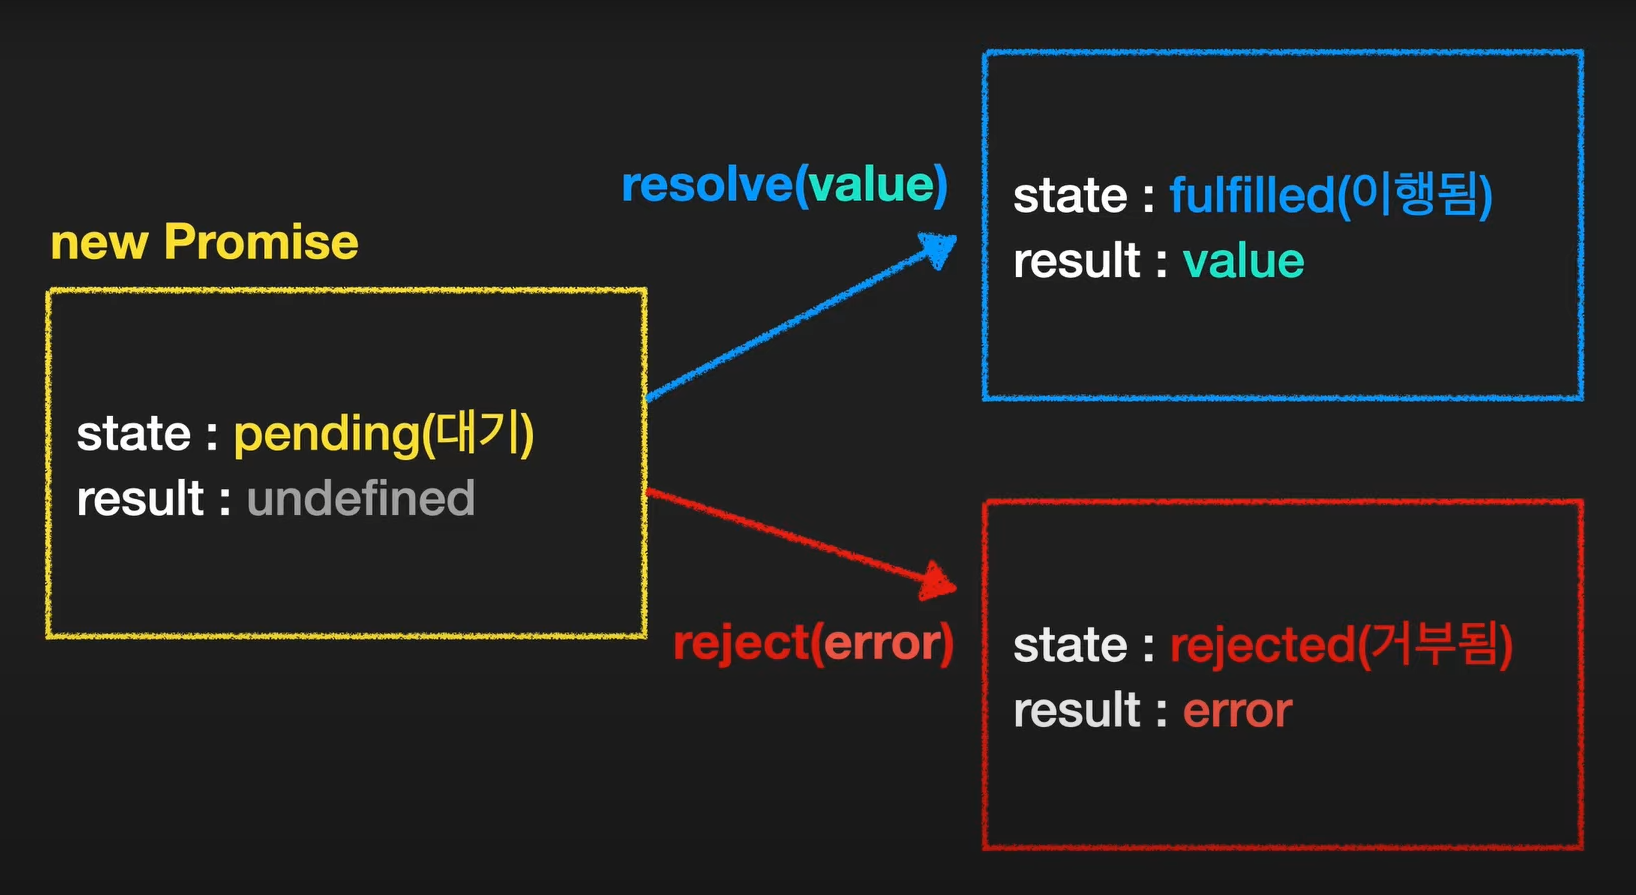 new Promise
state : pending(대기)
result : undefined
resolve(value)
state : fulfilled(이행됨)
result : value
reject(error)
state : rejected(거부됨)
result : error